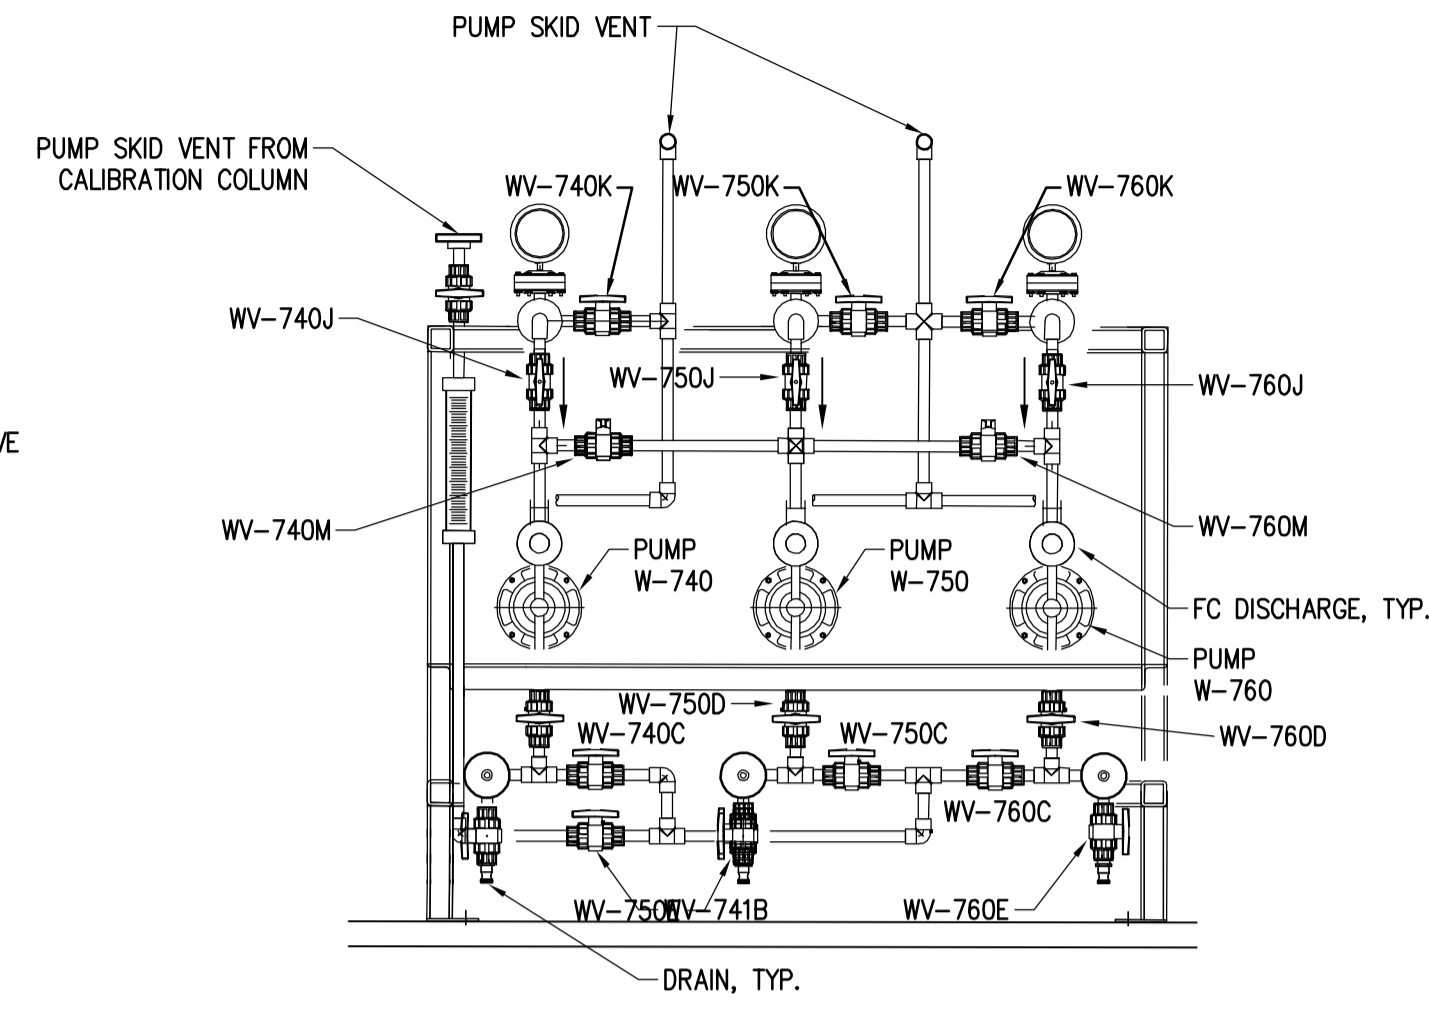 PUMP SKID VENT
PUMP SKID VENT FROM
CALIBRATION COLUMN
WV-740K
WV-750K
WV-760K
WV-740J
WV-750J
WV-760J
VE
WV-740M
WV-760M
PUMP
W-740
PUMP
W-750
FC DISCHARGE, TYP.
PUMP
W-760
WV-750D
WV-740C
WV-750C
WV-760D
WV-760C
WV-741B
WV-760E
DRAIN, TYP.